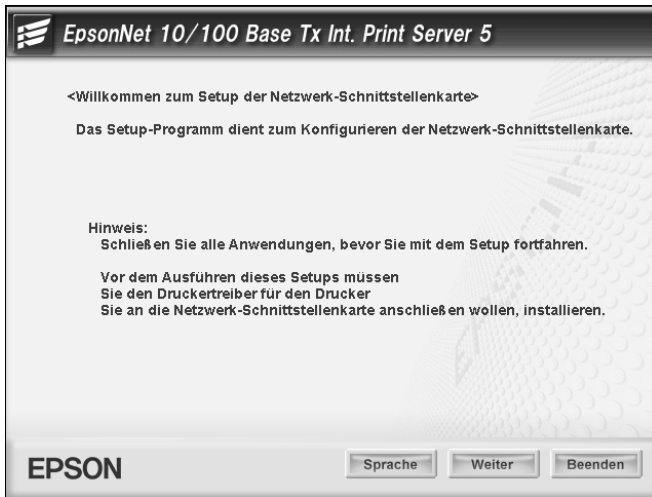 EpsonNet 10/100 Base Tx Int. Print Server 5
<Willkommen zum Setup der Netzwerk-Schnittstellenkarte>
Das Setup-Programm dient zum Konfigurieren der Netzwerk-Schnittstellenkarte.
Hinweis:
Schließen Sie alle Anwendungen, bevor Sie mit dem Setup fortfahren.
Vor dem Ausführen dieses Setups müssen
Sie den Druckertreiber für den Drucker
Sie an die Netzwerk-Schnittstellenkarte anschließen wollen, installieren.
EPSON
Sprache
Weiter
Beenden